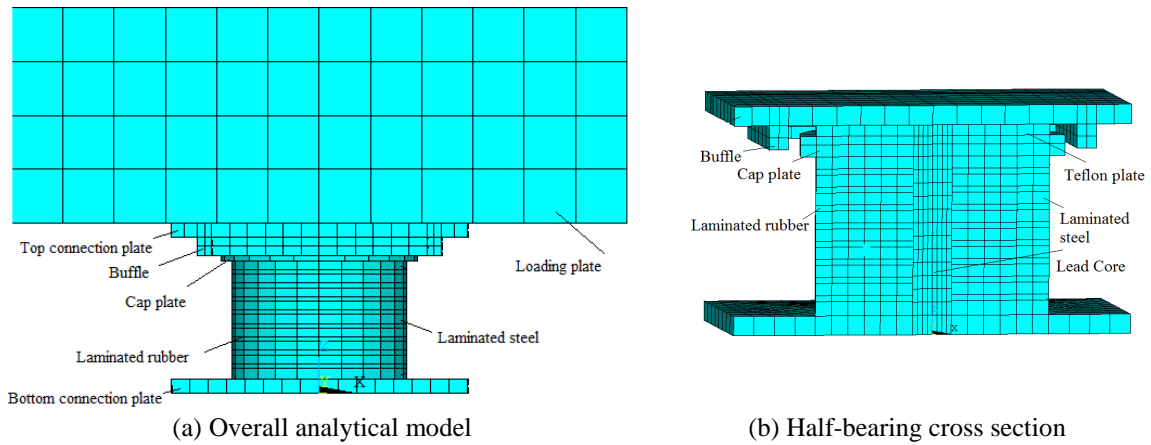 Top connection plate
Buffle
Cap plate
Loading plate
Laminated rubber
Laminated steel
Bottom connection plate
Y
X
(a) Overall analytical model
Buffle
Cap plate
Teflon plate
Laminated rubber
Laminated
steel
Lead Core
X
(b) Half-bearing cross section